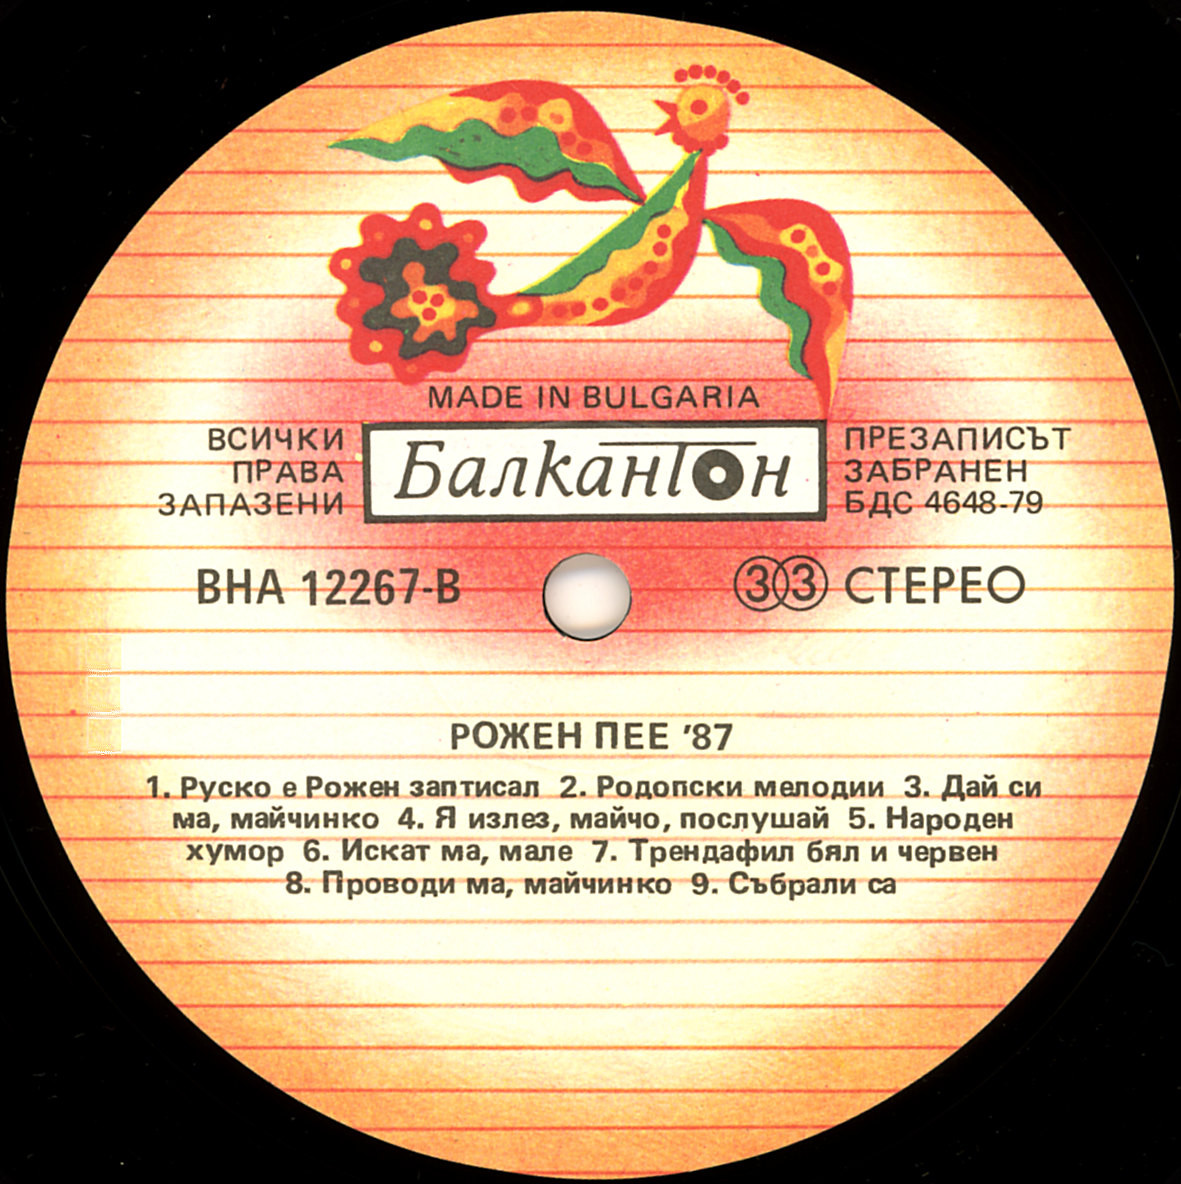 MADE IN BULGARIA
ВСИЧКИ
ПРАВА
ЗАПАЗЕНИ
Балкантон
ПРЕЗАПИСЪТ
ЗАБРАНЕН
БДС 4648-79
ВНА 12267-В
33 СТЕРЕО
РОЖЕН ПЕЕ '87
1. Руско е Рожен заптисал 2. Родопски мелодии 3. Дай си
ма, майчинко 4. Я излез, майчо, послушай 5. Народен
хумор 6. Искат ма, мале 7. Трендафил бял и червен
8. Проводи ма, майчинко 9. Събрали са